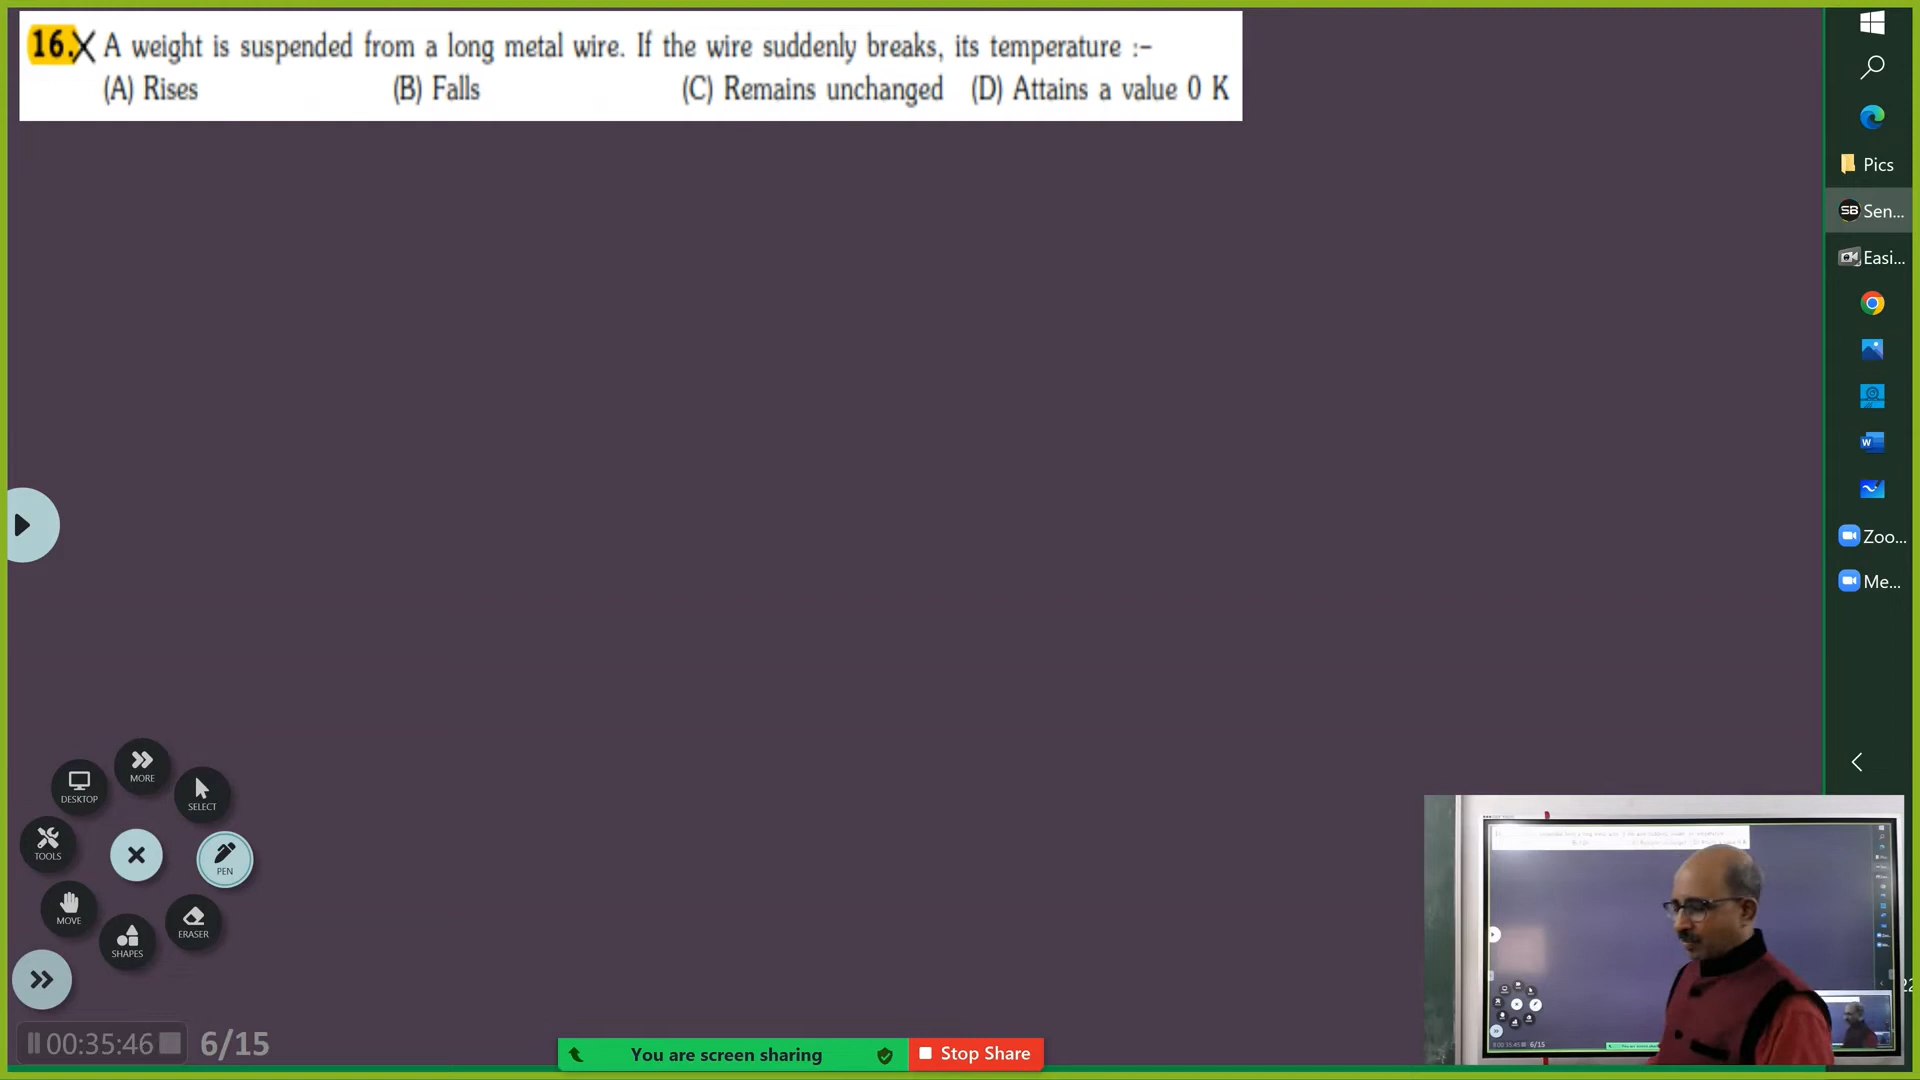 16. A weight is suspended from a long metal wire. If the wire suddenly breaks, its temperature :–
(A) Rises (B) Falls (C) Remains unchanged (D) Attains a value 0 K
Pics
SB Sen...
Easi...
W
Zoo...
Me...
MORE
DESKTOP
SELECT
TOOLS
PEN
MOVE
ERASER
SHAPES
00:35:46 6/15
You are screen sharing Stop Share